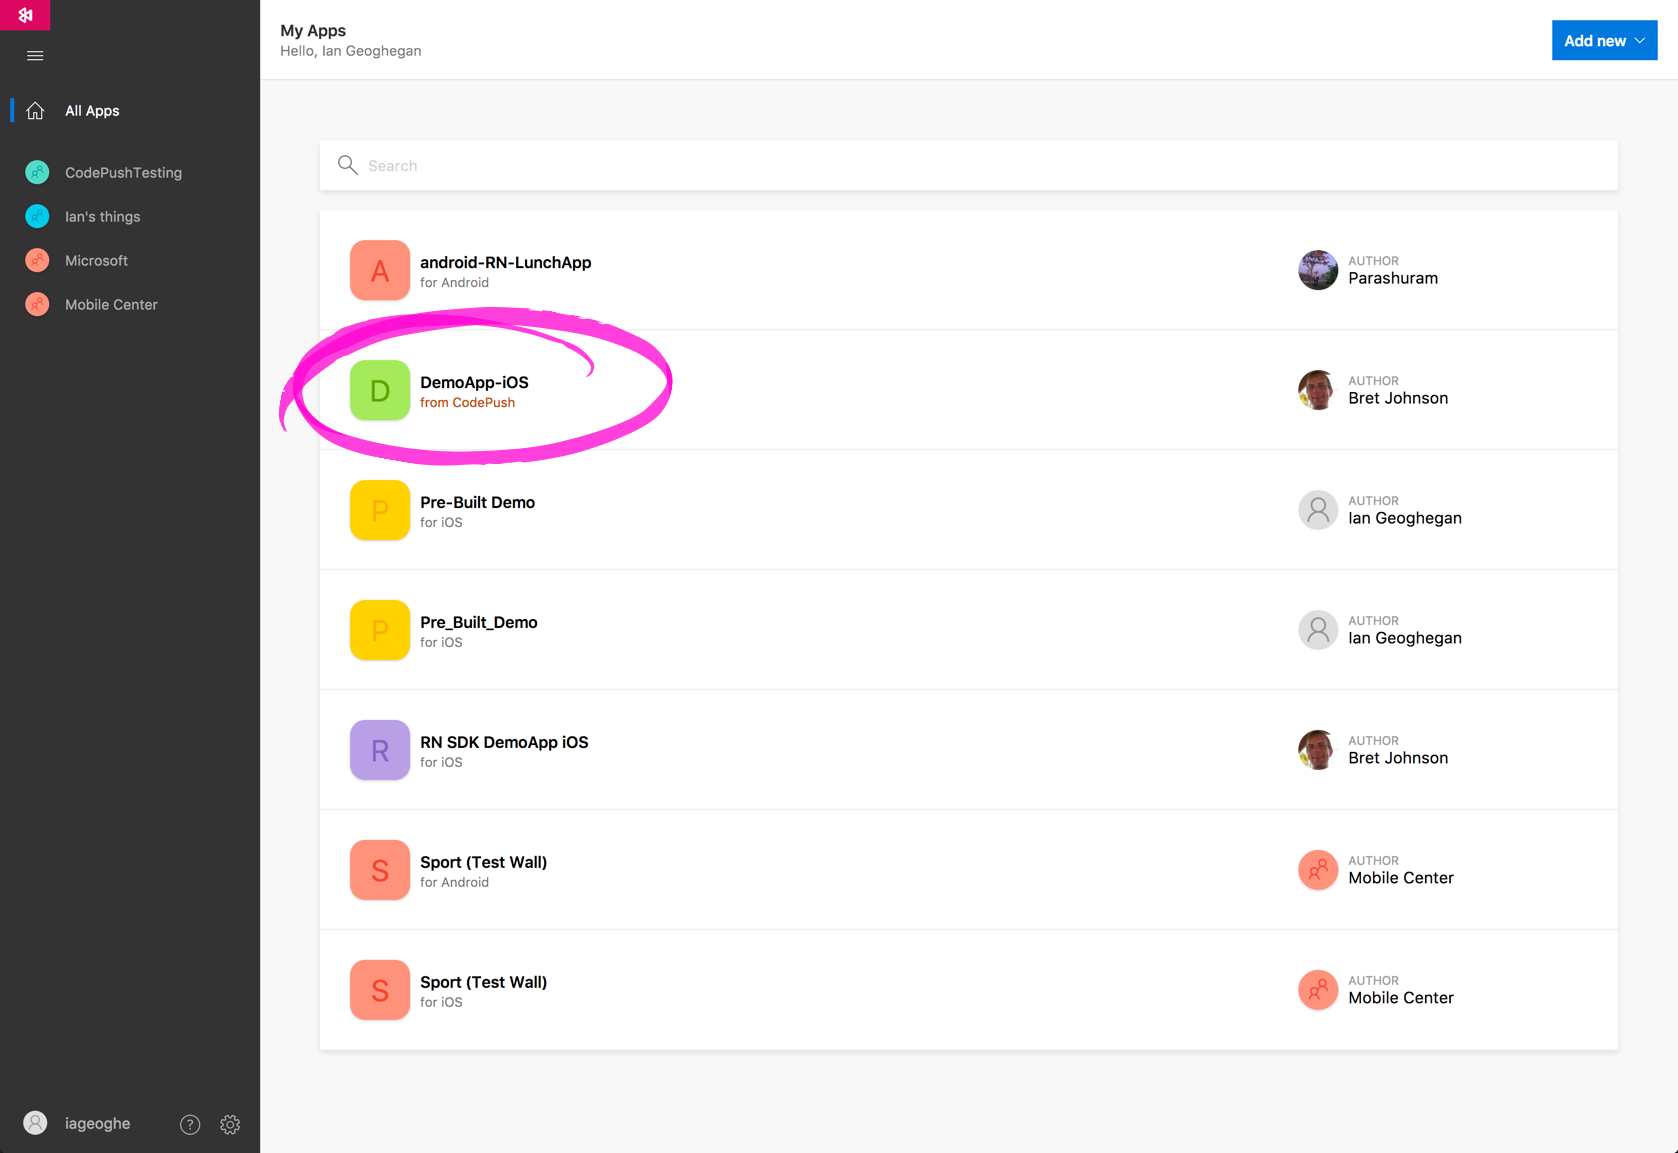 My Apps
Hello, Ian Geoghegan
Add new
All Apps
CodePushTesting
Ian's things
Microsoft
Mobile Center
Search
A
android-RN-LunchApp
for Android
AUTHOR
Parashuram
D
DemoApp-iOS
from CodePush
AUTHOR
Bret Johnson
P
Pre-Built Demo
for iOS
AUTHOR
Ian Geoghegan
P
Pre_Built_Demo
for iOS
AUTHOR
Ian Geoghegan
R
RN SDK DemoApp iOS
for iOS
AUTHOR
Bret Johnson
S
Sport (Test Wall)
for Android
AUTHOR
Mobile Center
S
Sport (Test Wall)
for iOS
AUTHOR
Mobile Center
iageoghe
?